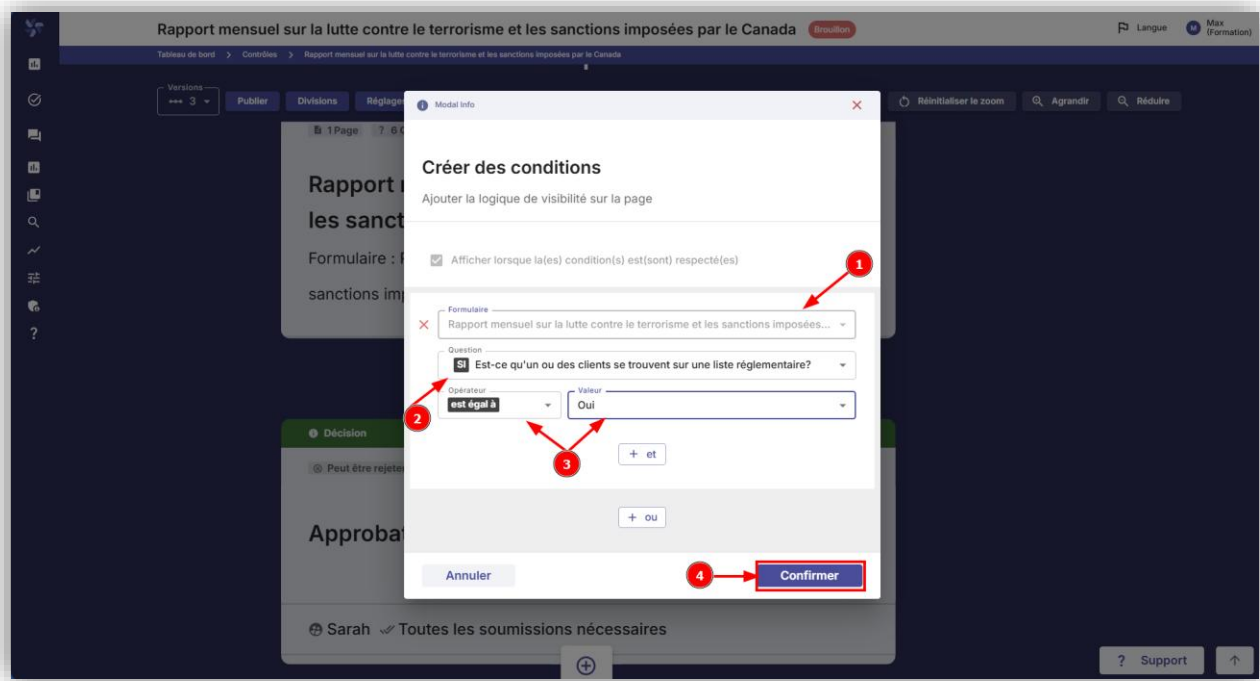 Rapport mensuel sur la lutte contre le terrorisme et les sanctions imposées par le Canada Brouillon
Langue M Max (Formation)
Tableau de bord > Contrôles > Rapport mensuel sur la lutte contre le terrorisme et les sanctions imposées par le Canada
Versions
3 Publier Divisions Réglages Réinitialiser le zoom Agrandir Réduire
Modal Info
1 Page ? 6
Créer des conditions
Rapport
Ajouter la logique de visibilité sur la page
les sanct
Formulaire :
Afficher lorsque la(es) condition(s) est(sont) respecté(es)
1
sanctions im
Formulaire
Rapport mensuel sur la lutte contre le terrorisme et les sanctions imposées...
?
Question
SI Est-ce qu'un ou des clients se trouvent sur une liste réglementaire?
Opérateur Valeur
est égal à Oui
2
Décision
3
+ et
Peut être rejeter
+ ou
Approba
Annuler 4 Confirmer
Sarah Toutes les soumissions nécessaires
? Support